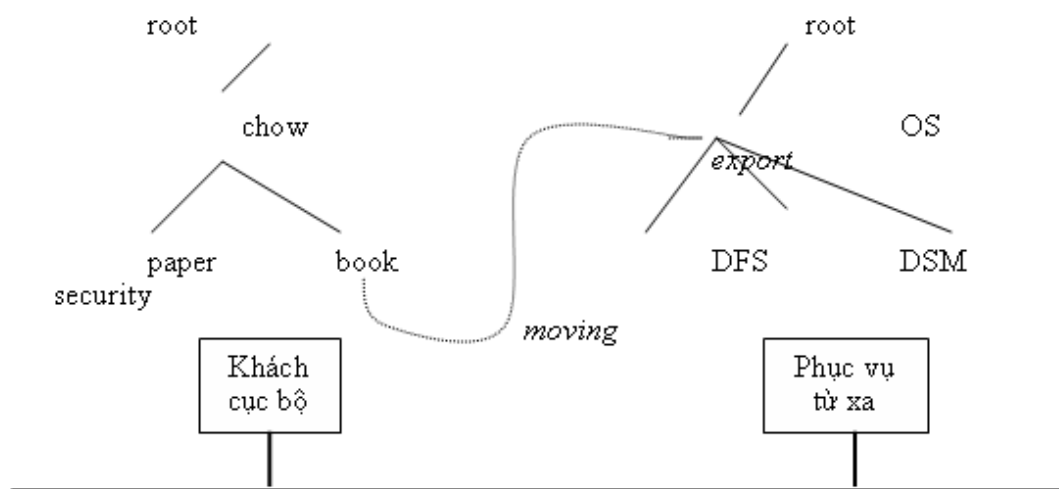 root
root
chow
OS
export
paper
book
DFS
DSM
security
moving
Khách
cục bộ
Phục vụ
từ xa